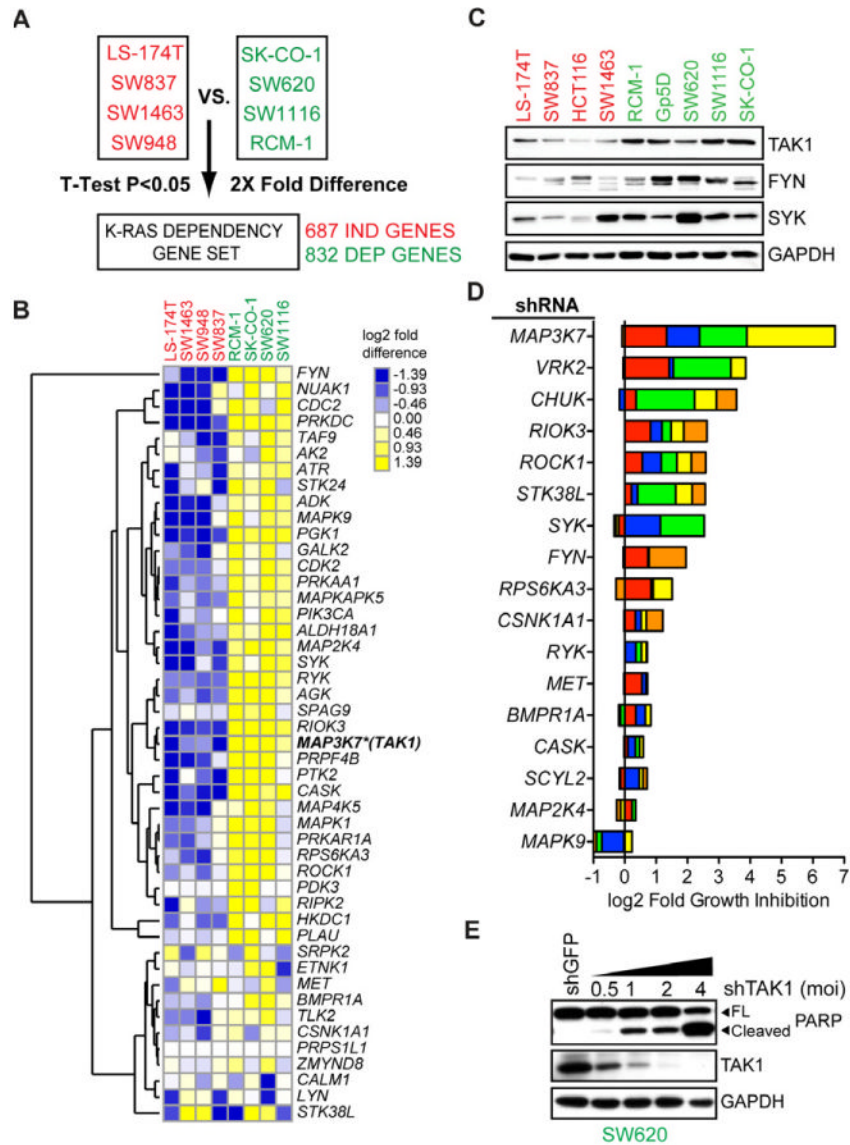 A
LS-174T
SW837
SW1463
SW948
VS.
SK-CO-1
SW620
SW1116
RCM-1
T-Test P<0.05
2X Fold Difference
K-RAS DEPENDENCY
GENE SET
687 IND GENES
832 DEP GENES
B
LS-174T
SW1463
SW948
SW837
RCM-1
SK-CO-1
SW620
SW1116
log2 fold
difference
-1.39
-0.93
-0.46
0.00
0.46
0.93
1.39
FYN
NUAK1
CDC2
PRKDC
TAF9
AK2
ATR
STK24
ADK
MAPK9
PGK1
GALK2
CDK2
PRKAA1
MAPKAPK5
PIK3CA
ALDH18A1
MAP2K4
SYK
RYK
AGK
SPAG9
RIOK3
MAP3K7*(TAK1)
PRPF4B
PTK2
CASK
MAP4K5
MAPK1
PRKAR1A
RPS6KA3
ROCK1
PDK3
RIPK2
HKDC1
PLAU
SRPK2
ETNK1
MET
BMPR1A
TLK2
CSNK1A1
PRPS1L1
ZMYND8
CALM1
LYN
STK38L
C
LS-174T
SW837
HCT116
SW1463
RCM-1
Gp5D
SW620
SW1116
SK-CO-1
TAK1
FYN
SYK
GAPDH
D
shRNA
MAP3K7
VRK2
CHUK
RIOK3
ROCK1
STK38L
SYK
FYN
RPS6KA3
CSNK1A1
RYK
MET
BMPR1A
CASK
SCYL2
MAP2K4
MAPK9
-1 0 1 2 3 4 5 6 7
log2 Fold Growth Inhibition
E
shGFP
0.5 1 2 4
shTAK1 (moi)
FL
Cleaved
PARP
TAK1
GAPDH
SW620